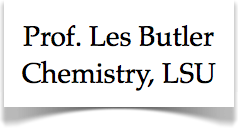 Prof. Les Butler
Chemistry, LSU